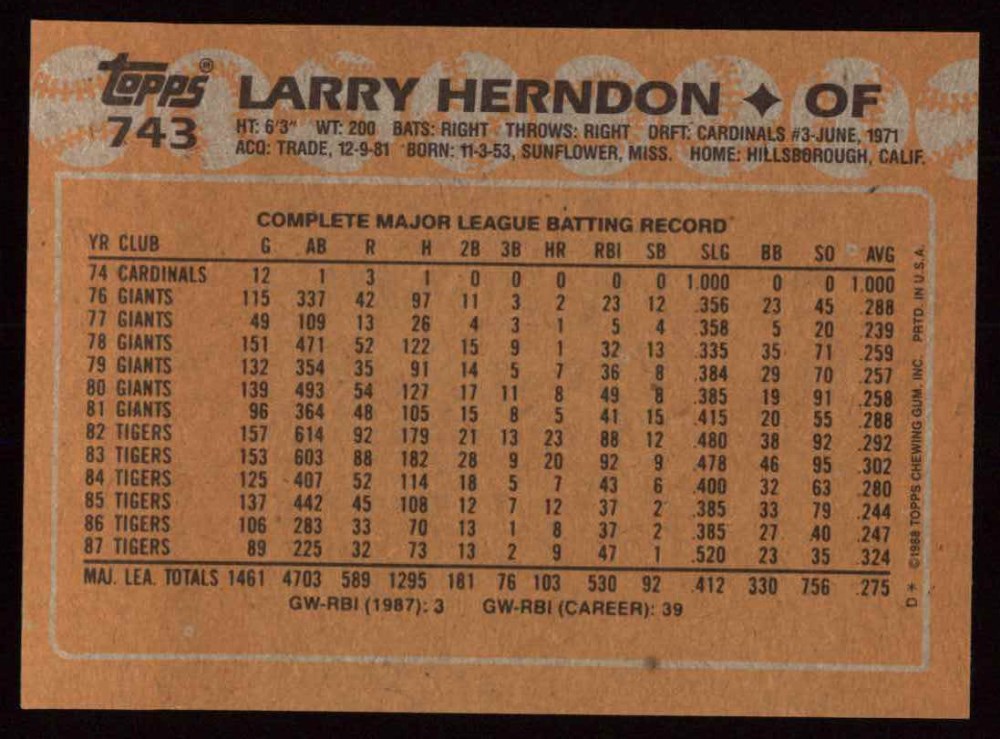 topps®
LARRY HERNDON ✦ OF
743
HT: 6'3" WT: 200 BATS: RIGHT THROWS: RIGHT DRFT: CARDINALS #3-JUNE, 1971
ACQ: TRADE, 12-9-81 BORN: 11-3-53, SUNFLOWER, MISS. HOME: HILLSBOROUGH, CALIF.
COMPLETE MAJOR LEAGUE BATTING RECORD
YR CLUB G AB R H 2B 3B HR RBI SB SLG BB SO AVG
74 CARDINALS 12 1 3 1 0 0 0 0 0 1.000 0 0 1.000
76 GIANTS 115 337 42 97 11 3 2 23 12 .356 23 45 .288
77 GIANTS 49 109 13 26 4 3 1 5 4 .358 5 20 .239
78 GIANTS 151 471 52 122 15 9 1 32 13 .335 35 71 .259
79 GIANTS 132 354 35 91 14 5 7 36 8 .384 29 70 .257
80 GIANTS 139 493 54 127 17 11 8 49 8 .385 19 91 .258
81 GIANTS 96 364 48 105 15 8 5 41 15 .415 20 55 .288
82 TIGERS 157 614 92 179 21 13 23 88 12 .480 38 92 .292
83 TIGERS 153 603 88 182 28 9 20 92 9 .478 46 95 .302
84 TIGERS 125 407 52 114 18 5 7 43 6 .400 32 63 .280
85 TIGERS 137 442 45 108 12 7 12 37 2 .385 33 79 .244
86 TIGERS 106 283 33 70 13 1 8 37 2 .385 27 40 .247
87 TIGERS 89 225 32 73 13 2 9 47 1 .520 23 35 .324
MAJ. LEA. TOTALS 1461 4703 589 1295 181 76 103 530 92 .412 330 756 .275
GW-RBI (1987): 3 GW-RBI (CAREER): 39
D* ©1988 TOPPS CHEWING GUM, INC. PRTD. IN U.S.A.